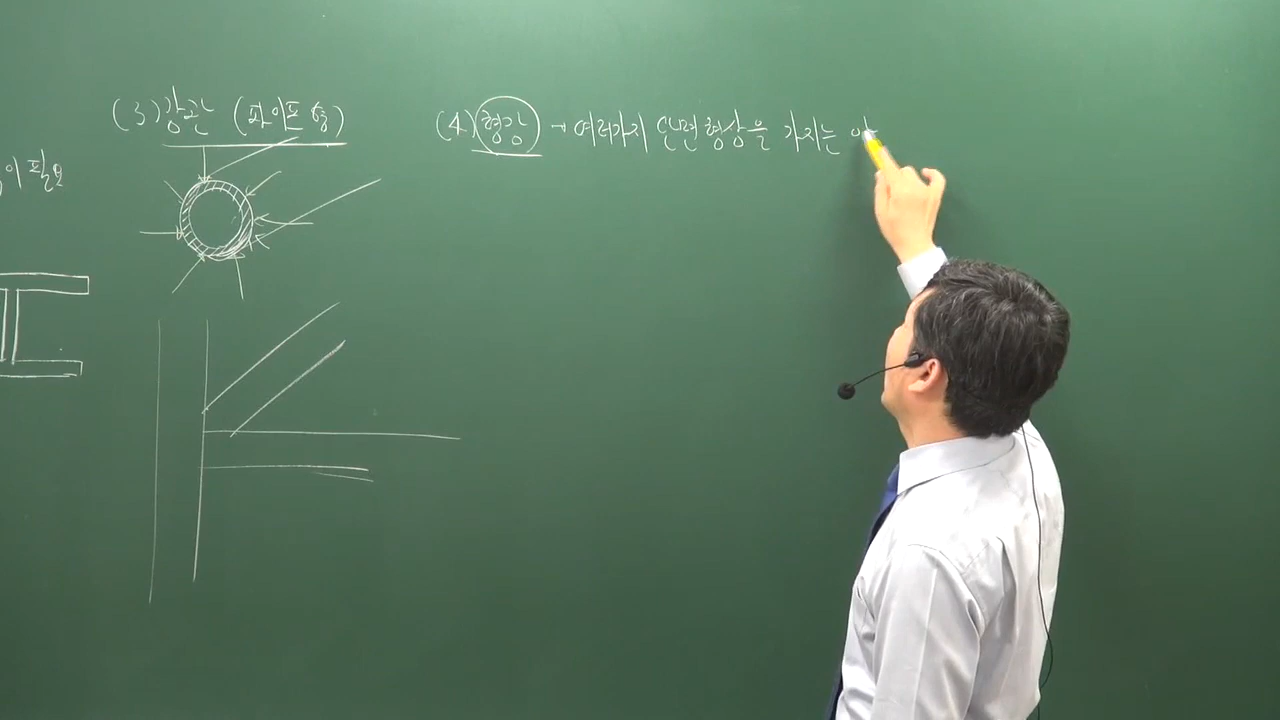 (3) 강관 (파이프형)
(4) 형강 → 여러가지 단면형상을 가지는
이 필요